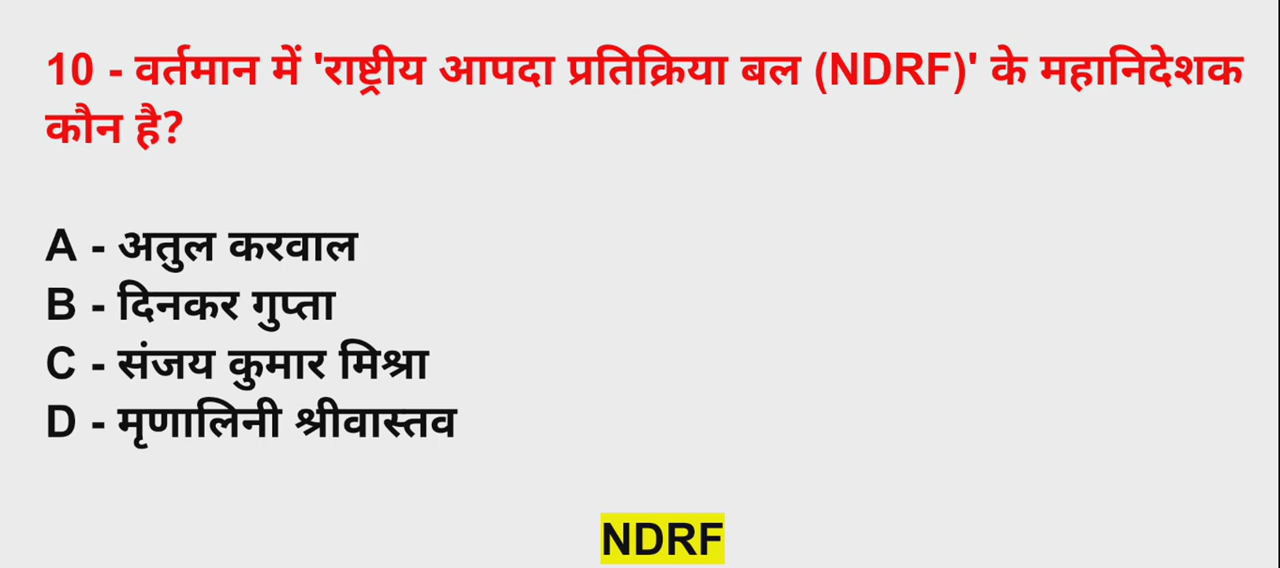 10 - वर्तमान में 'राष्ट्रीय आपदा प्रतिक्रिया बल (NDRF)' के महानिदेशक
कौन है?
A - अतुल करवाल
B - दिनकर गुप्ता
C - संजय कुमार मिश्रा
D - मृणालिनी श्रीवास्तव
NDRF